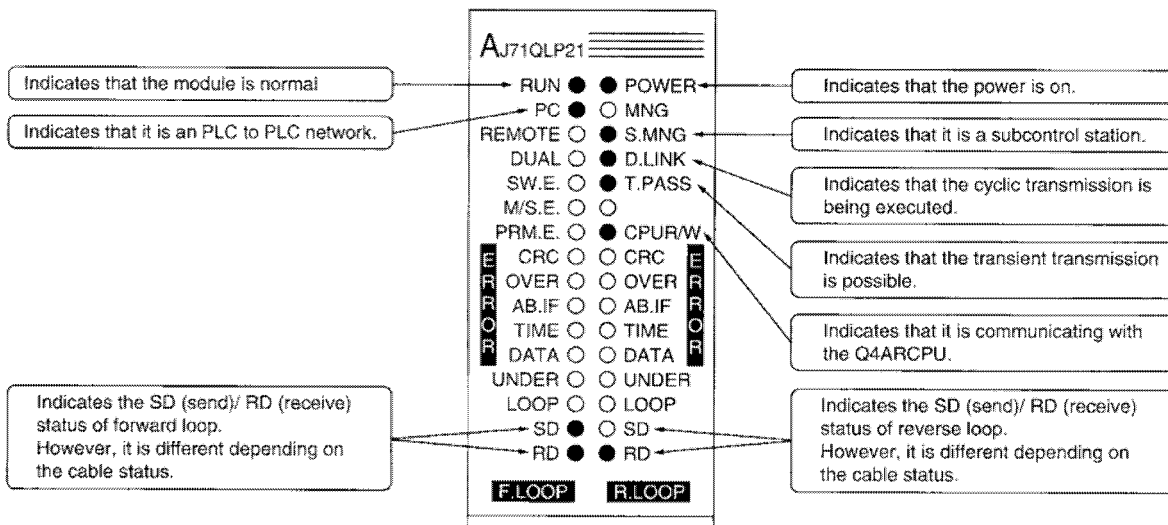 AJ71QLP21
Indicates that the module is normal
Indicates that it is an PLC to PLC network.
RUN POWER
PC MNG
REMOTE S.MNG
DUAL D.LINK
SW.E. T.PASS
M/S.E.
PRM.E. CPUR/W
CRC CRC
OVER OVER
AB.IF AB.IF
TIME TIME
DATA DATA
UNDER UNDER
LOOP LOOP
SD SD
RD RD
ERROR
ERROR
F.LOOP R.LOOP
Indicates the SD (send)/ RD (receive)
status of forward loop.
However, it is different depending on
the cable status.
Indicates that the power is on.
Indicates that it is a subcontrol station.
Indicates that the cyclic transmission is
being executed.
Indicates that the transient transmission
is possible.
Indicates that it is communicating with
the Q4ARCPU.
Indicates the SD (send)/ RD (receive)
status of reverse loop.
However, it is different depending on
the cable status.